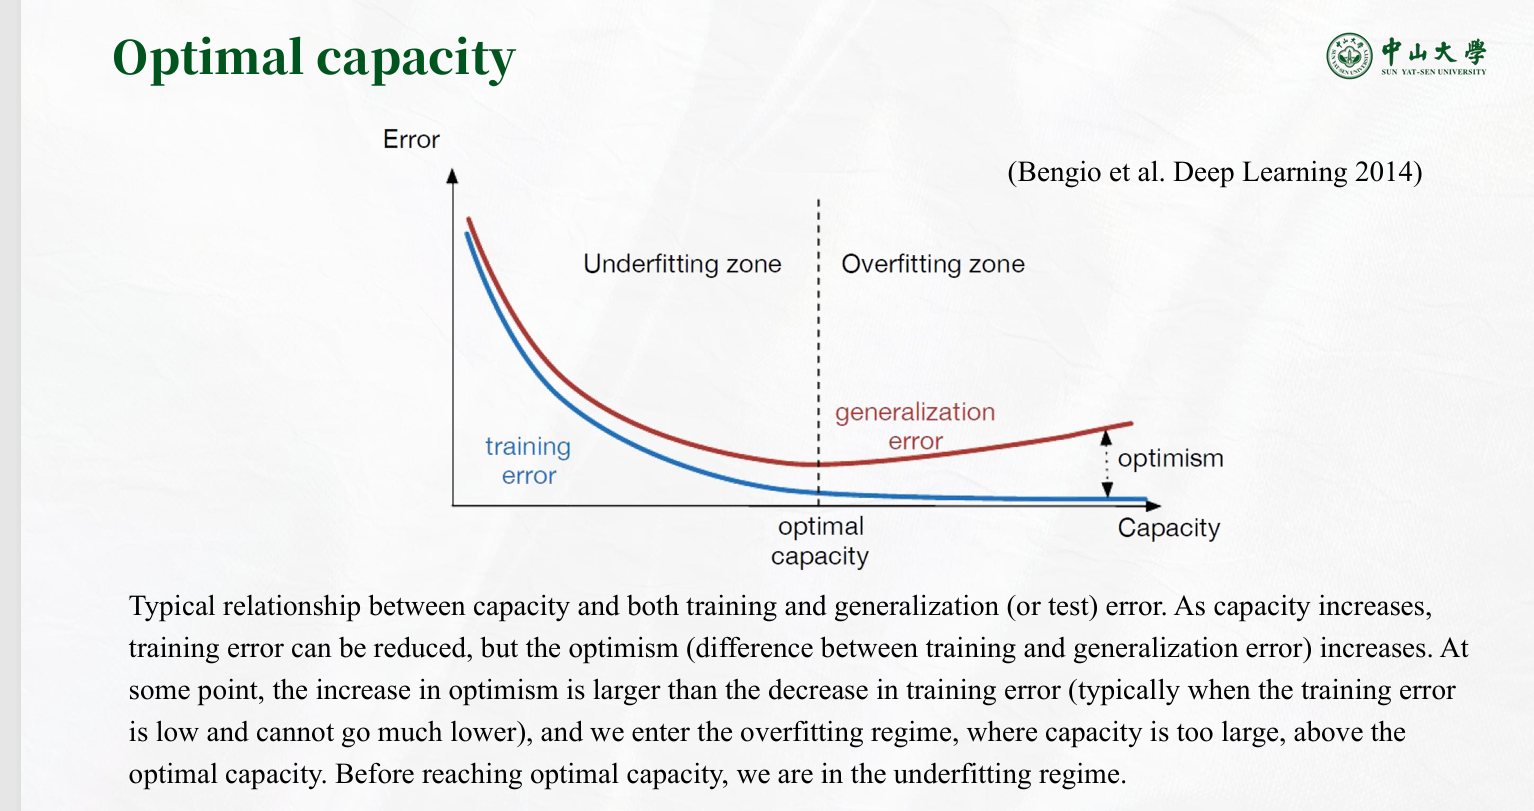 Optimal capacity
中山大學
SUN YAT-SEN UNIVERSITY
Error
(Bengio et al. Deep Learning 2014)
Underfitting zone
Overfitting zone
generalization
error
training
error
optimism
optimal
capacity
Capacity
Typical relationship between capacity and both training and generalization (or test) error. As capacity increases,
training error can be reduced, but the optimism (difference between training and generalization error) increases. At
some point, the increase in optimism is larger than the decrease in training error (typically when the training error
is low and cannot go much lower), and we enter the overfitting regime, where capacity is too large, above the
optimal capacity. Before reaching optimal capacity, we are in the underfitting regime.